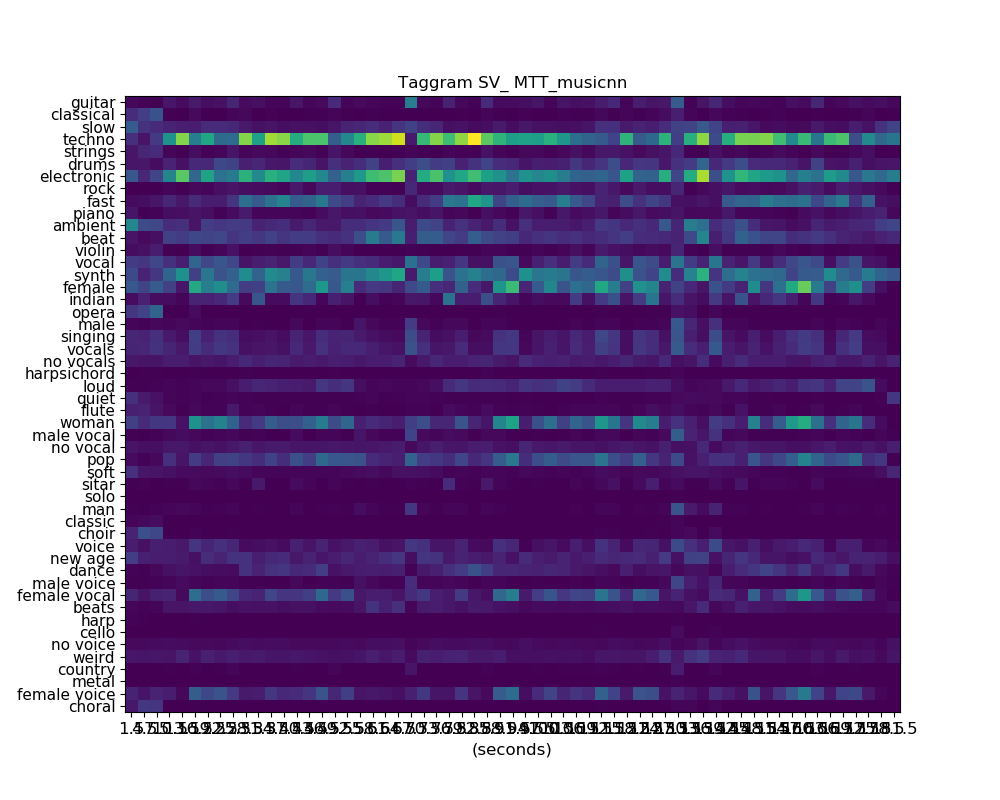 Taggram SV_ MTT_musicnn
guitar
classical
slow
techno
strings
drums
electronic
rock
fast
piano
ambient
beat
violin
vocal
synth
female
indian
opera
male
singing
vocals
no vocals
harpsichord
loud
quiet
flute
woman
male vocal
no vocal
pop
soft
sitar
solo
man
classic
choir
voice
new age
dance
male voice
female vocal
beats
harp
cello
no voice
weird
country
metal
female voice
choral
(seconds)